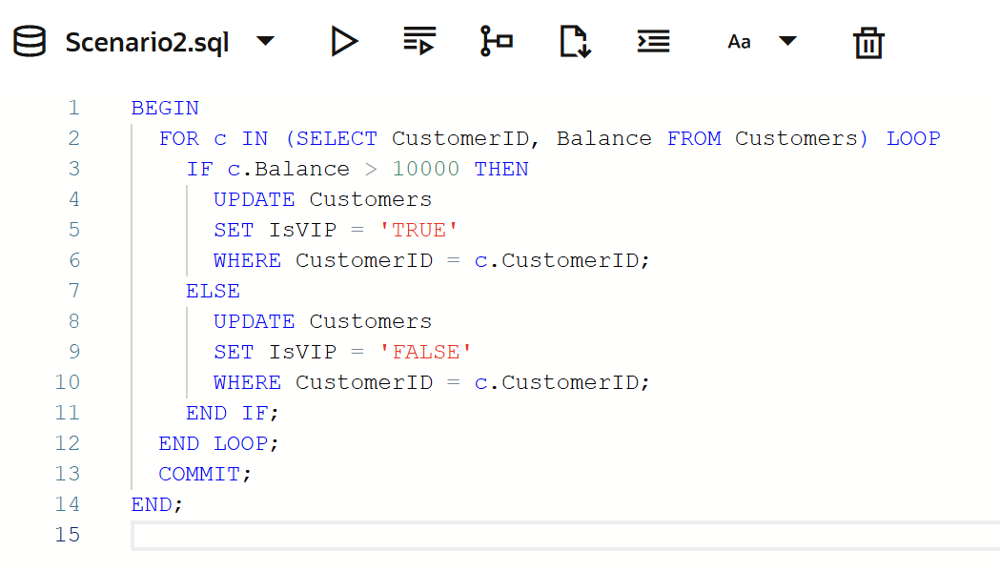 Scenario2.sql
Aa
1 BEGIN
2   FOR c IN (SELECT CustomerID, Balance FROM Customers) LOOP
3     IF c.Balance > 10000 THEN
4       UPDATE Customers
5       SET IsVIP = 'TRUE'
6       WHERE CustomerID = c.CustomerID;
7     ELSE
8       UPDATE Customers
9       SET IsVIP = 'FALSE'
10       WHERE CustomerID = c.CustomerID;
11     END IF;
12   END LOOP;
13   COMMIT;
14 END;
15